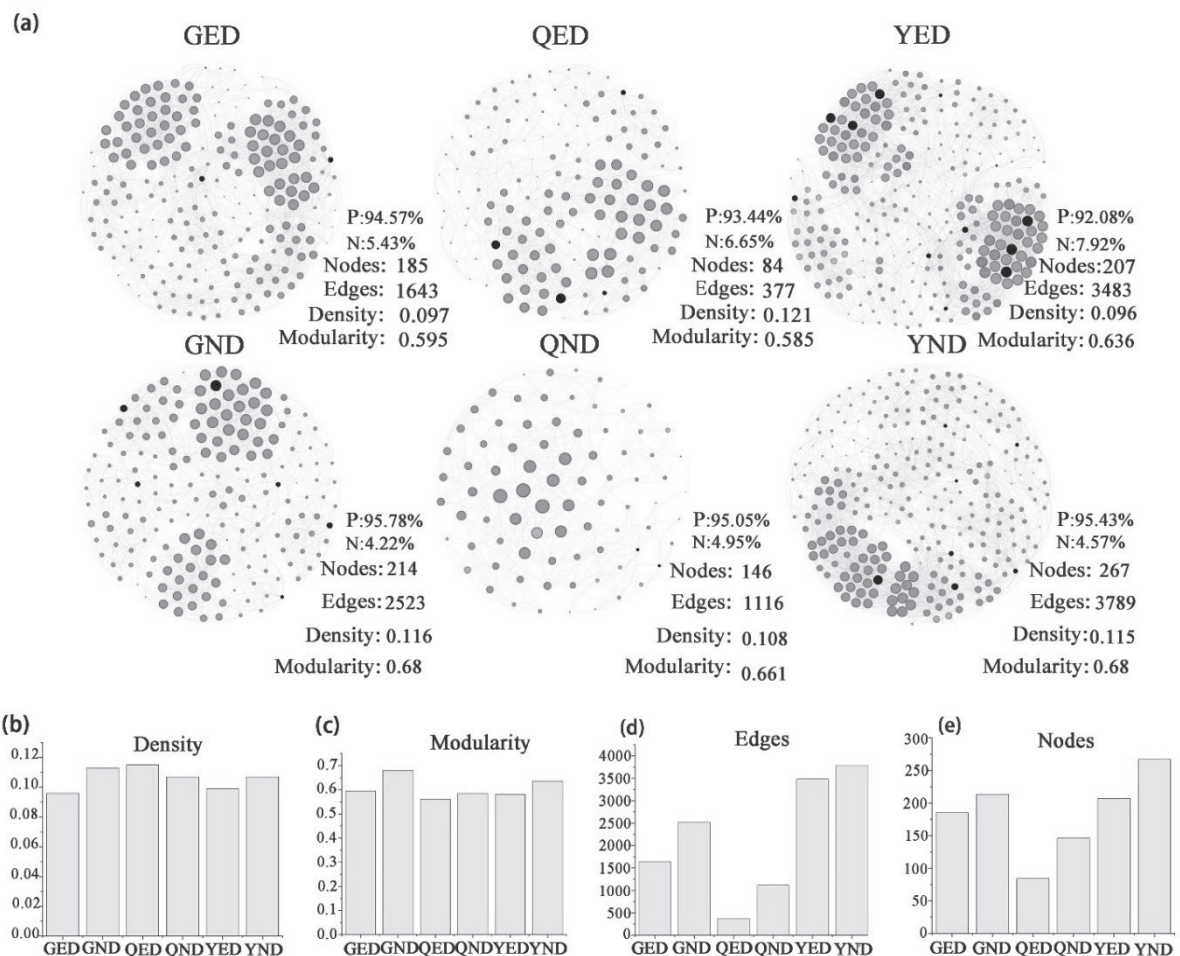 (a)
GED
QED
YED
P:94.57%
N:5.43%
Nodes: 185
Edges: 1643
Density: 0.097
Modularity: 0.595
P:93.44%
N:6.65%
Nodes: 84
Edges: 377
Density: 0.121
Modularity: 0.585
P:92.08%
N:7.92%
Nodes:207
Edges: 3483
Density: 0.096
Modularity: 0.636
GND
QND
YND
P:95.78%
N:4.22%
Nodes: 214
Edges: 2523
Density: 0.116
Modularity: 0.68
P:95.05%
N:4.95%
Nodes: 146
Edges: 1116
Density: 0.108
Modularity: 0.661
P:95.43%
N:4.57%
Nodes: 267
Edges: 3789
Density: 0.115
Modularity: 0.68
(b)
Density
0.12
0.10
0.08
0.06
0.04
0.02
0.00
GED GND QED QND YED YND
(c)
Modularity
0.7
0.6
0.5
0.4
0.3
0.2
0.1
0.0
GED GND QED QND YED YND
(d)
Edges
4000
3500
3000
2500
2000
1500
1000
500
0
GED GND QED QND YED YND
(e)
Nodes
300
250
200
150
100
50
0
GED GND QED QND YED YND